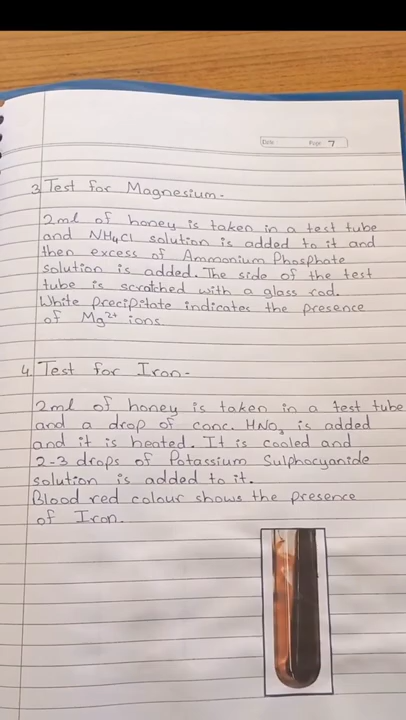 Date Page 7
3. Test for Magnesium-
2ml of honey is taken in a test tube
and NH₄Cl solution is added to it and
then excess of Ammonium Phosphate
solution is added. The side of the test
tube is scratched with a glass rod.
White precipitate indicates the presence
of Mg²⁺ ions
4. Test for Iron-
2ml of honey is taken in a test tube
and a drop of conc. HNO₃ is added
and it is heated. It is cooled and
2-3 drops of Potassium Sulphocyanide
solution is added to it.
Blood red colour shows the presence
of Iron.